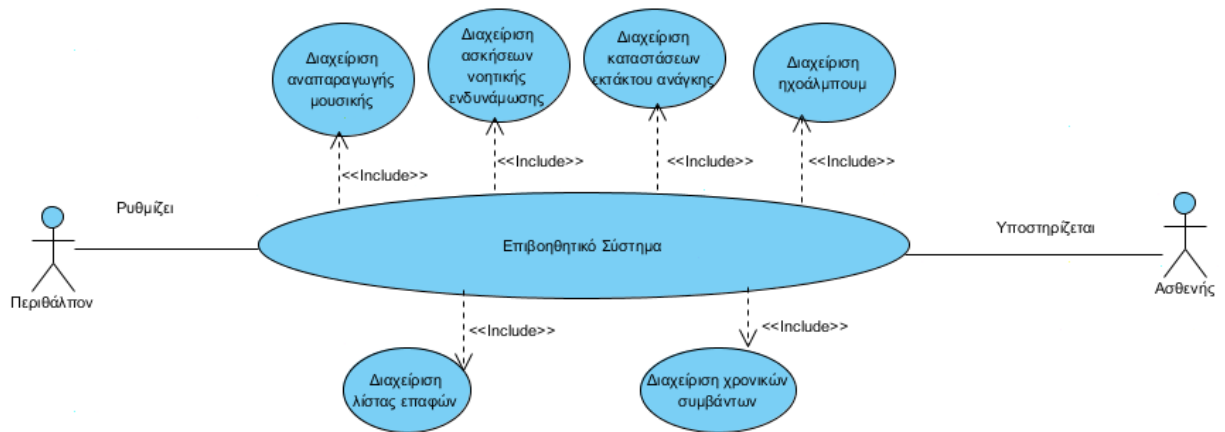 Διαχείριση
αναπαραγωγής
μουσικής
Διαχείριση
ασκήσεων
νοητικής
ενδυνάμωσης
Διαχείριση
καταστάσεων
εκτάκτου ανάγκης
Διαχείριση
ηχοάλμπουμ
<<Include>>
<<Include>>
<<Include>>
<<Include>>
Ρυθμίζει
Επιβοηθητικό Σύστημα
Υποστηρίζεται
Περιθάλπον
Ασθενής
<<Include>>
<<Include>>
Διαχείριση
λίστας επαφών
Διαχείριση χρονικών
συμβάντων